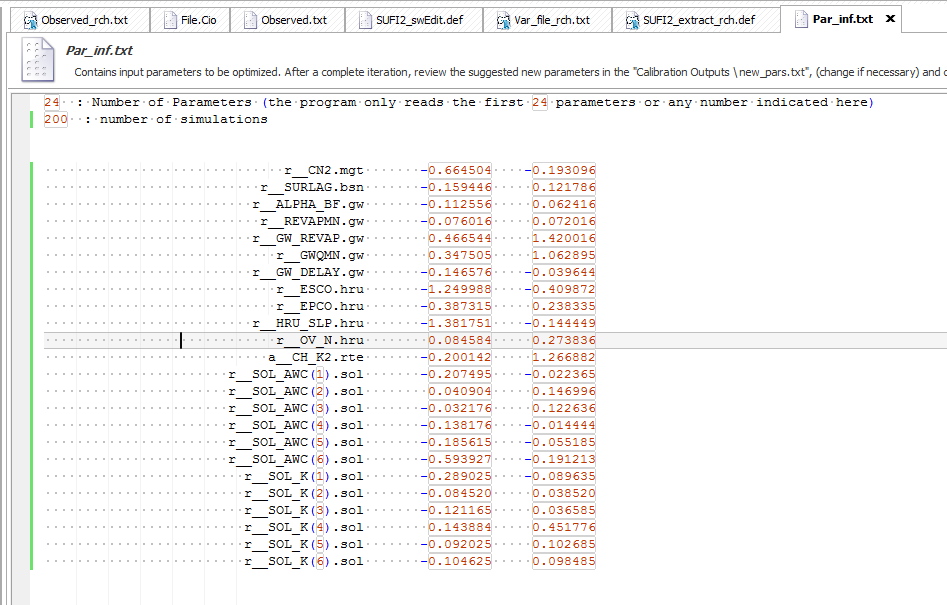 Observed_rch.txt File.Cio Observed.txt SUFI2_swEdit.def Var_file_rch.txt SUFI2_extract_rch.def Par_inf.txt
Par_inf.txt
Contains input parameters to be optimized. After a complete iteration, review the suggested new parameters in the "Calibration Outputs \new_pars.txt", (change if necessary) and c
24 : Number of Parameters (the program only reads the first 24 parameters or any number indicated here)
200 : number of simulations
r__CN2.mgt -0.664504 -0.193096
r__SURLAG.bsn -0.159446 0.121786
r__ALPHA_BF.gw -0.112556 0.062416
r__REVAPMN.gw -0.076016 0.072016
r__GW_REVAP.gw 0.466544 1.420016
r__GWQMN.gw 0.347505 1.062895
r__GW_DELAY.gw -0.146576 -0.039644
r__ESCO.hru -1.249988 -0.409872
r__EPCO.hru -0.387315 0.238335
r__HRU_SLP.hru -1.381751 -0.144449
r__OV_N.hru 0.084584 0.273836
a__CH_K2.rte -0.200142 1.266882
r__SOL_AWC(1).sol -0.207495 -0.022365
r__SOL_AWC(2).sol 0.040904 0.146996
r__SOL_AWC(3).sol -0.032176 0.122636
r__SOL_AWC(4).sol -0.138176 -0.014444
r__SOL_AWC(5).sol -0.185615 -0.055185
r__SOL_AWC(6).sol -0.593927 -0.191213
r__SOL_K(1).sol -0.289025 -0.089635
r__SOL_K(2).sol -0.084520 0.038520
r__SOL_K(3).sol -0.121165 0.036585
r__SOL_K(4).sol -0.143884 0.451776
r__SOL_K(5).sol -0.092025 0.102685
r__SOL_K(6).sol -0.104625 0.098485